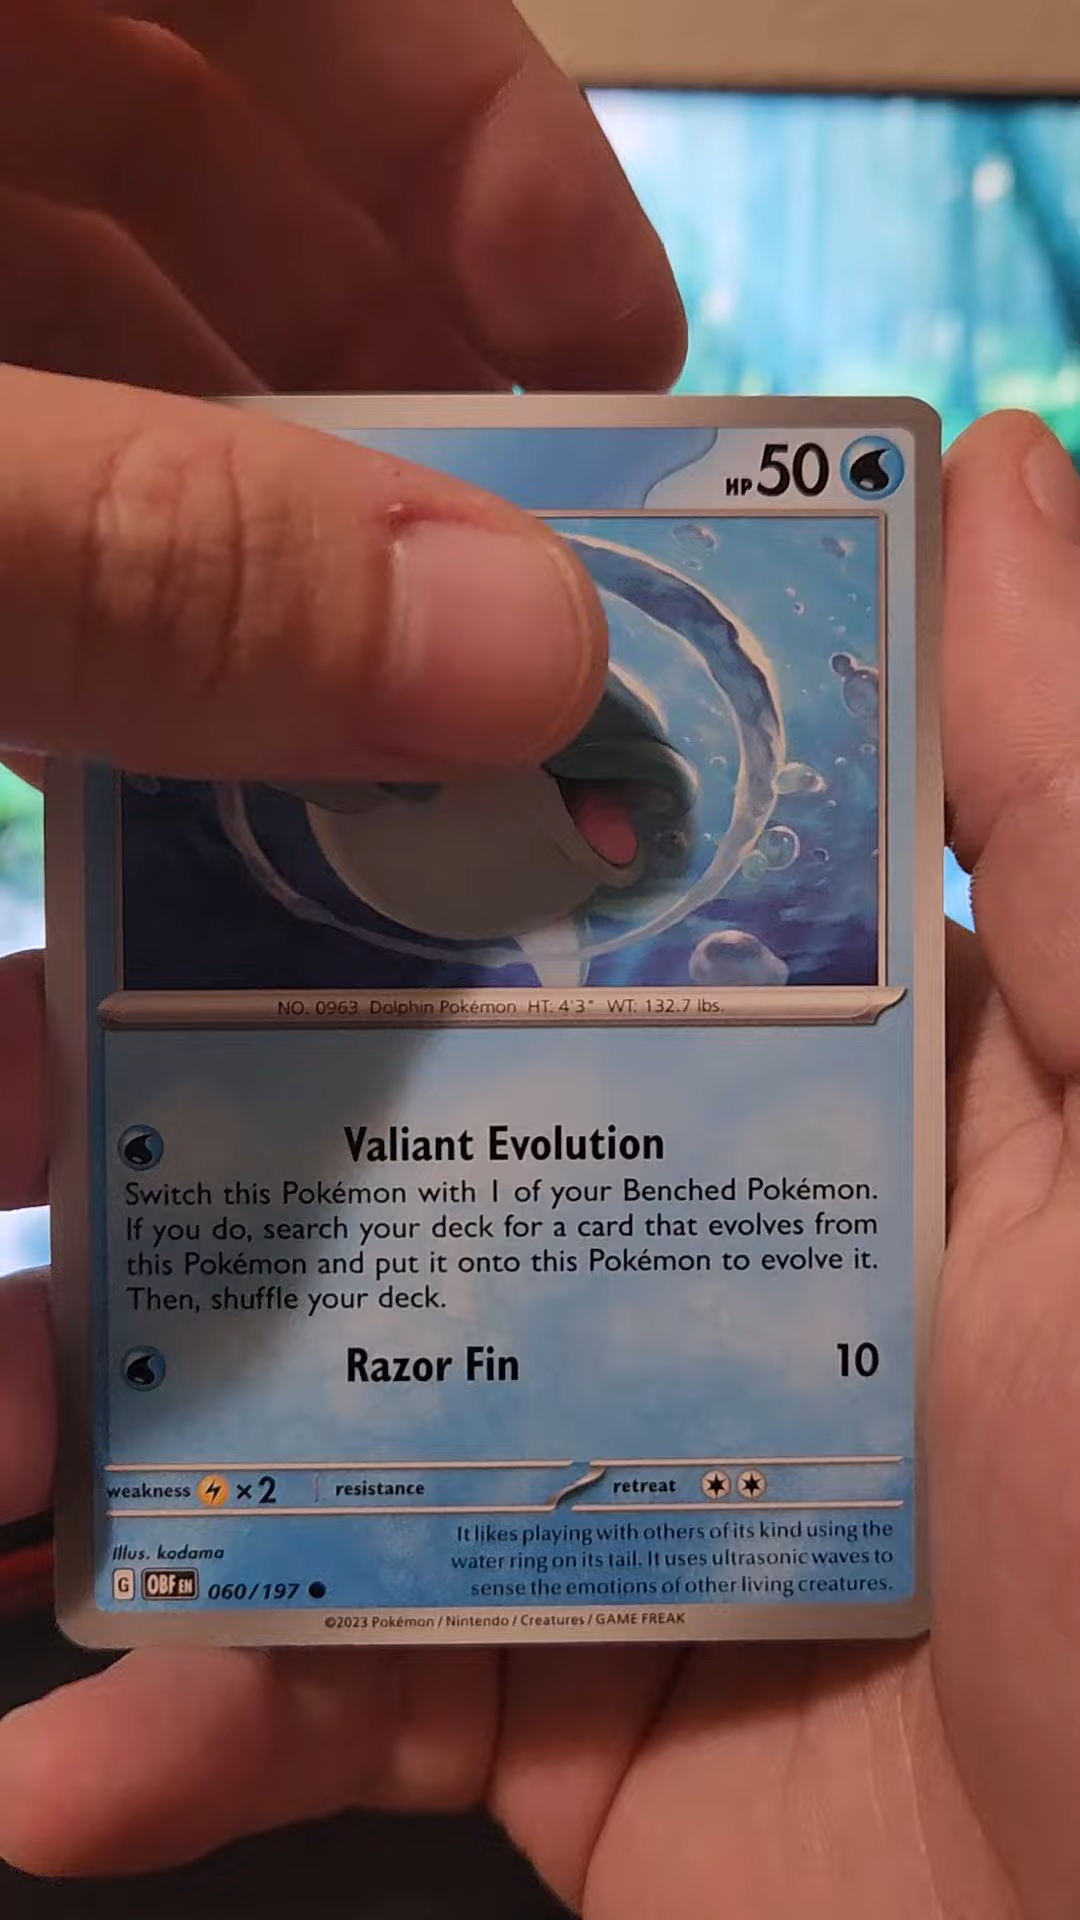 HP 50
NO. 0963 Dolphin Pokémon HT: 4'3" WT: 132.7 lbs.
Valiant Evolution
Switch this Pokémon with 1 of your Benched Pokémon.
If you do, search your deck for a card that evolves from
this Pokémon and put it onto this Pokémon to evolve it.
Then, shuffle your deck.
Razor Fin 10
weakness ×2 resistance retreat
It likes playing with others of its kind using the
water ring on its tail. It uses ultrasonic waves to
sense the emotions of other living creatures.
Illus. kodama
G OBF EN 060/197
©2023 Pokémon / Nintendo / Creatures / GAME FREAK